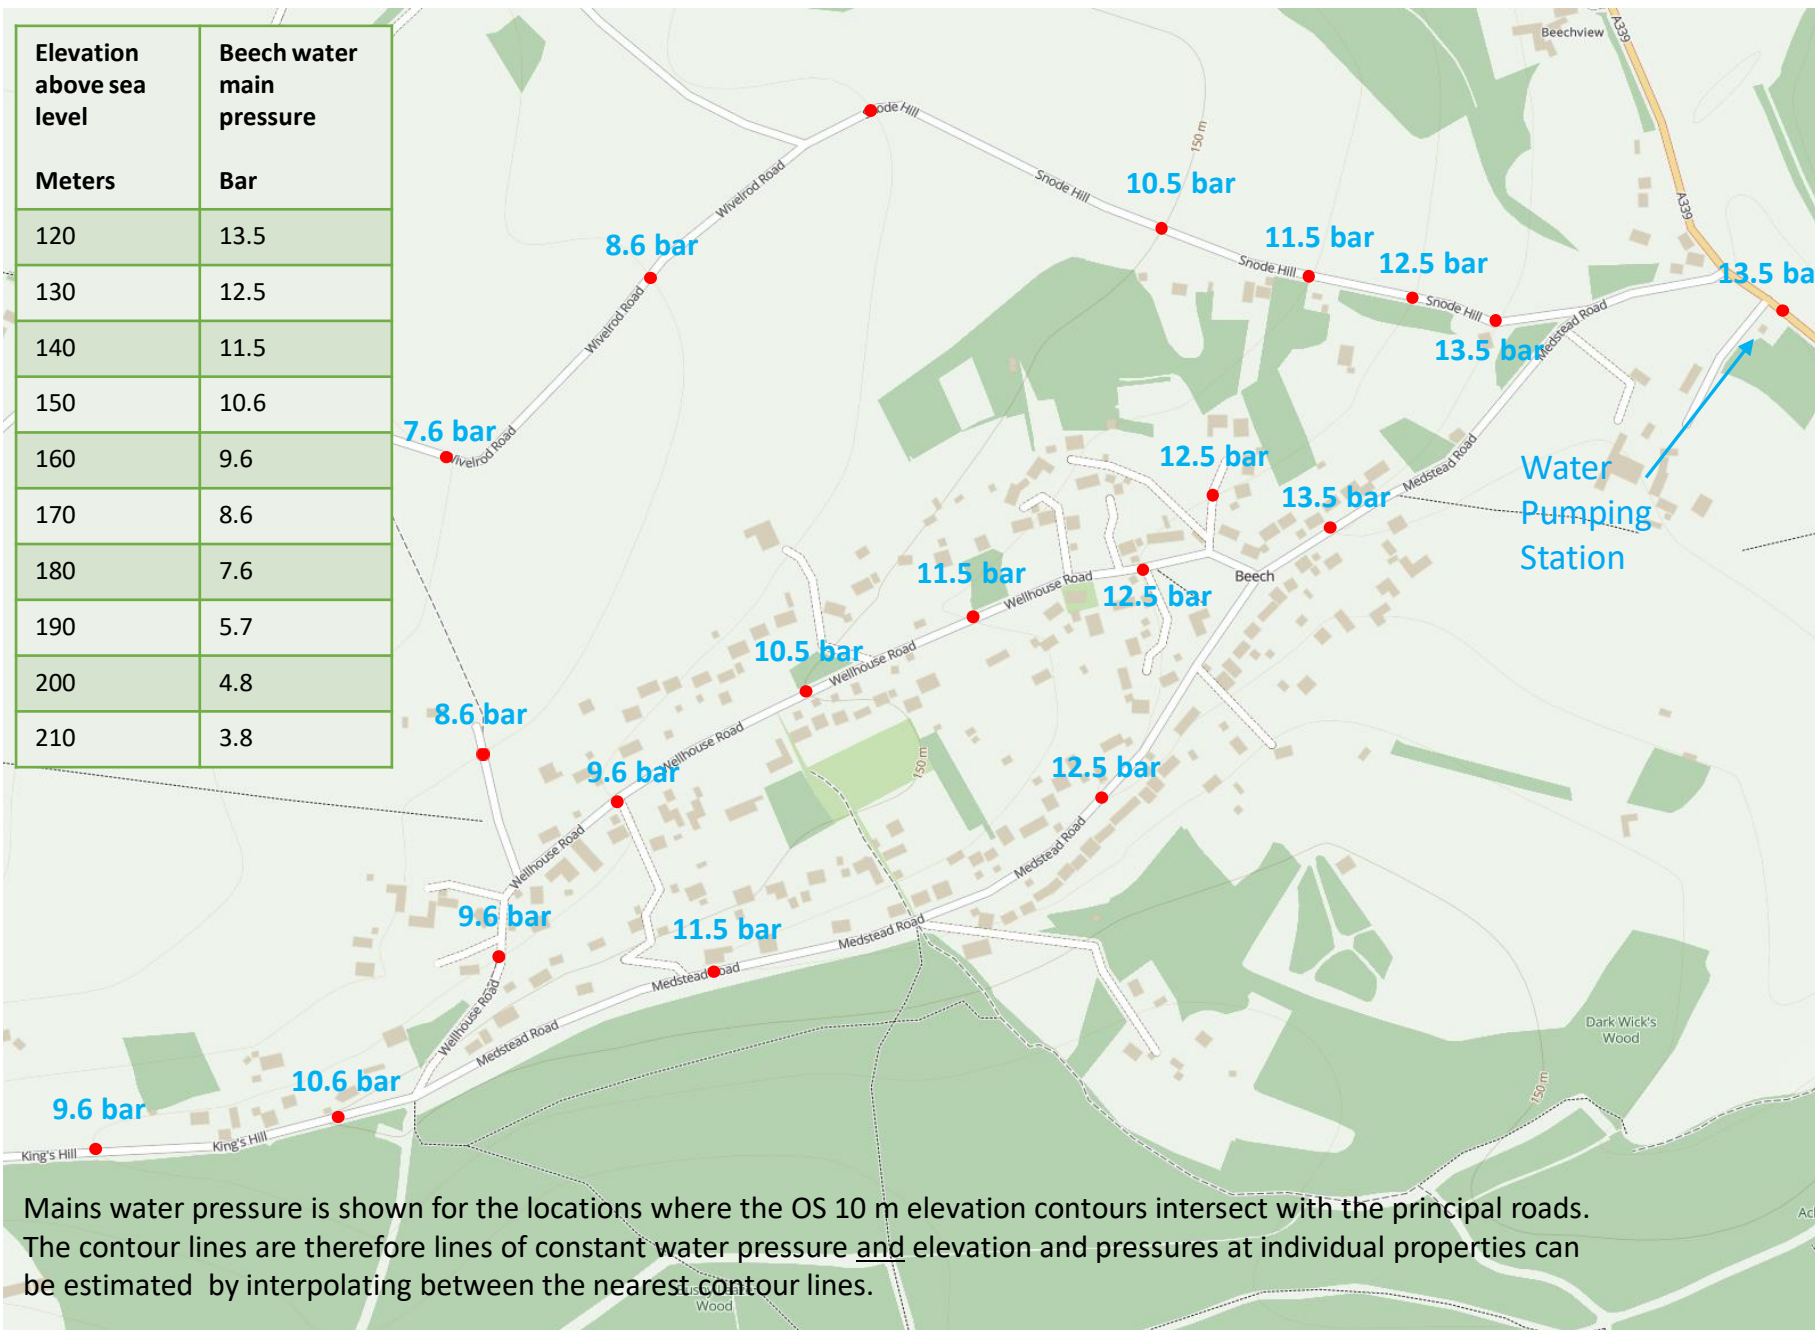 Elevation above sea level
Beech water main pressure
Meters
Bar
120 13.5
130 12.5
140 11.5
150 10.6
160 9.6
170 8.6
180 7.6
190 5.7
200 4.8
210 3.8
Beechview
A339
A339
150 m
Snode Hill
Wivelrod Road
Snode Hill
10.5 bar
8.6 bar
11.5 bar
Snode Hill
12.5 bar
13.5 ba
Snode Hill
Medstead Road
13.5 bar
Wivelrod Road
7.6 bar
Wivelrod Road
12.5 bar
Medstead Road
13.5 bar
Water
Pumping
Station
11.5 bar
Wellhouse Road
12.5 bar
Beech
10.5 bar
Wellhouse Road
8.6 bar
Wellhouse Road
150 m
9.6 bar
12.5 bar
Medstead Road
Wellhouse Road
9.6 bar
11.5 bar
Medstead Road
Medstead Road
Wellhouse Road
Medstead Road
Dark Wick's
Wood
150 m
10.6 bar
9.6 bar
King's Hill
King's Hill
Mains water pressure is shown for the locations where the OS 10 m elevation contours intersect with the principal roads.
The contour lines are therefore lines of constant water pressure and elevation and pressures at individual properties can
be estimated by interpolating between the nearest contour lines.
Wood